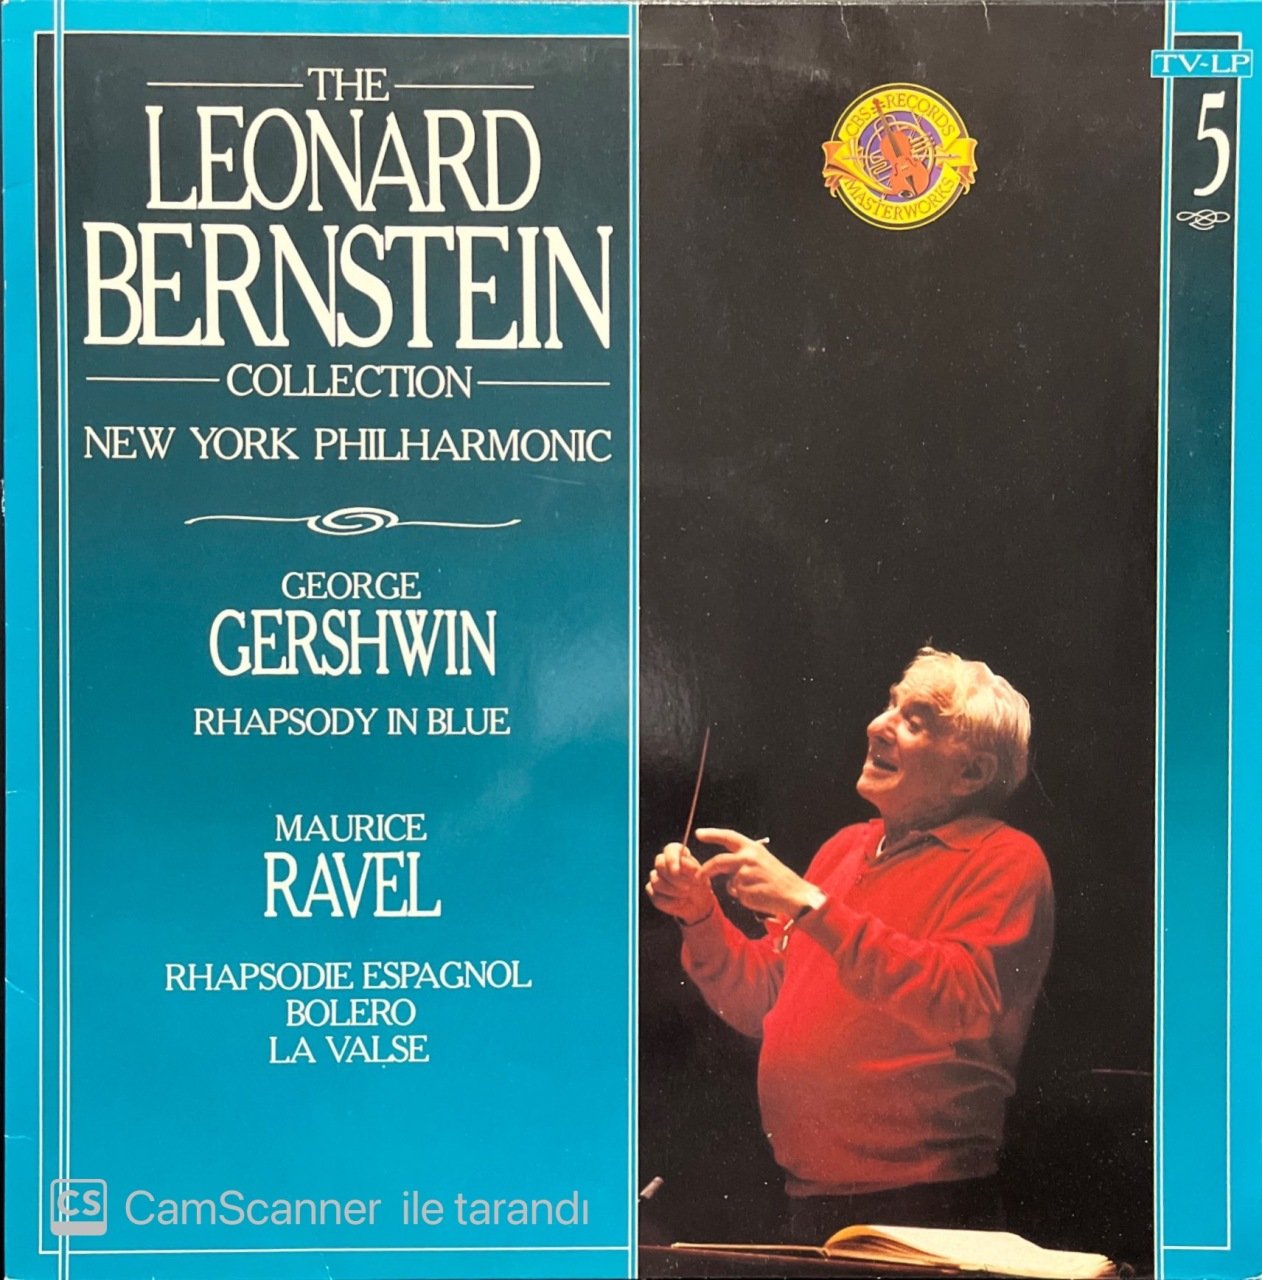 THE
LEONARD
BERNSTEIN
COLLECTION
NEW YORK PHILHARMONIC
GEORGE
GERSHWIN
RHAPSODY IN BLUE
MAURICE
RAVEL
RHAPSODIE ESPAGNOL
BOLERO
LA VALSE
CBS RECORDS
MASTERWORKS
TV-LP
5
CS CamScanner ile tarandı